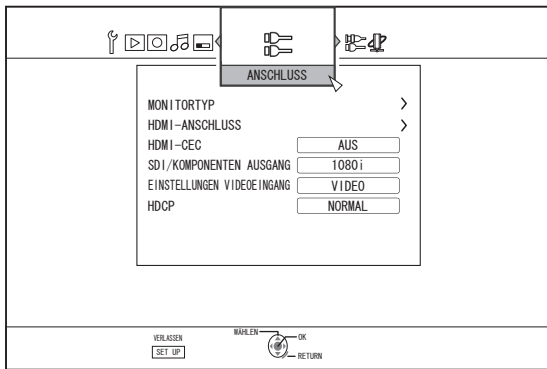 ANSCHLUSS
MONITORTYP
HDMI-ANSCHLUSS
HDMI-CEC AUS
SDI/KOMPONENTEN AUSGANG 1080i
EINSTELLUNGEN VIDEOEINGANG VIDEO
HDCP NORMAL
VERLASSEN
SET UP
WÄHLEN
OK
RETURN